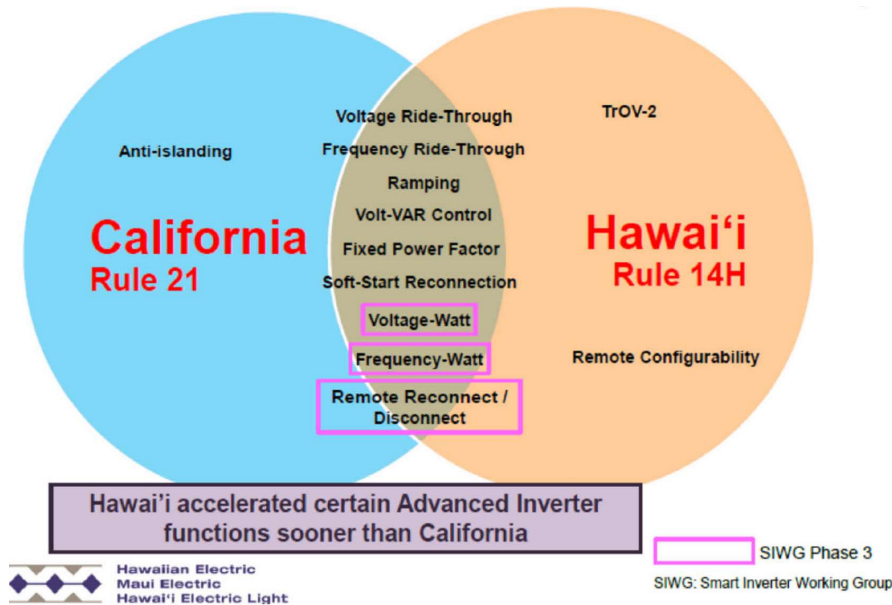 Voltage Ride-Through
TrOV-2
Anti-islanding
Frequency Ride-Through
Ramping
Volt-VAR Control
California
Rule 21
Hawai‘i
Rule 14H
Fixed Power Factor
Soft-Start Reconnection
Voltage-Watt
Frequency-Watt
Remote Configurability
Remote Reconnect /
Disconnect
Hawai’i accelerated certain Advanced Inverter
functions sooner than California
SIWG Phase 3
SIWG: Smart Inverter Working Group
Hawaiian Electric
Maui Electric
Hawai‘i Electric Light